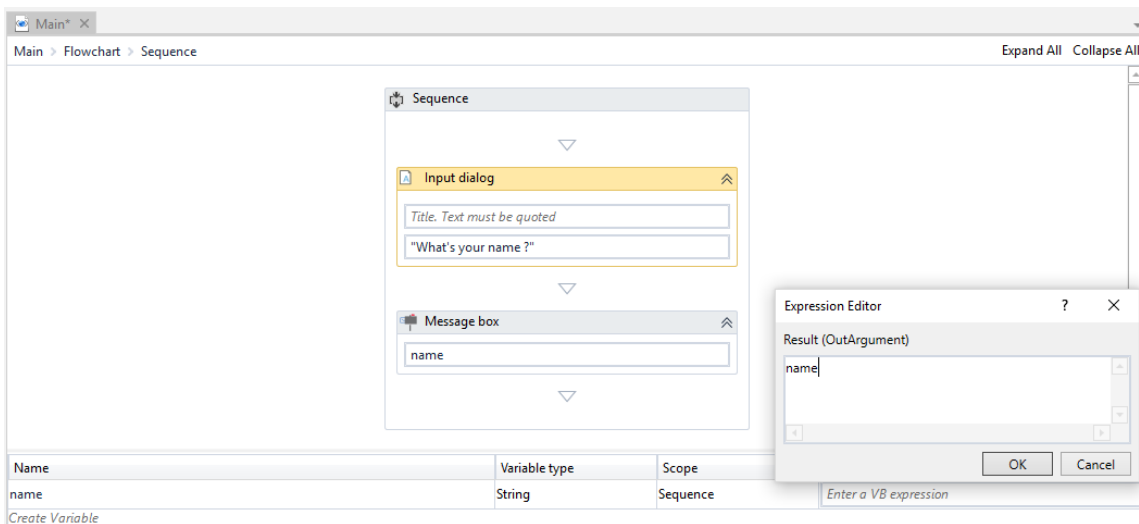 Main*
Main > Flowchart > Sequence
Expand All Collapse All
Sequence
Input dialog
Title. Text must be quoted
"What's your name ?"
Message box
name
Expression Editor
Result (OutArgument)
name
OK Cancel
Name Variable type Scope
name String Sequence Enter a VB expression
Create Variable